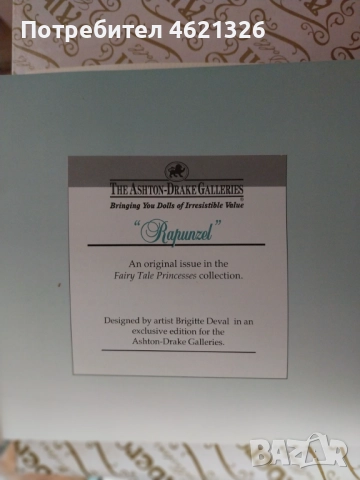 Потребител 4621326
THE ASHTON-DRAKE GALLERIES®
Bringing You Dolls of Irresistible Value
"Rapunzel"
An original issue in the
Fairy Tale Princesses collection.
Designed by artist Brigitte Deval in an
exclusive edition for the
Ashton-Drake Galleries.
BAZAR